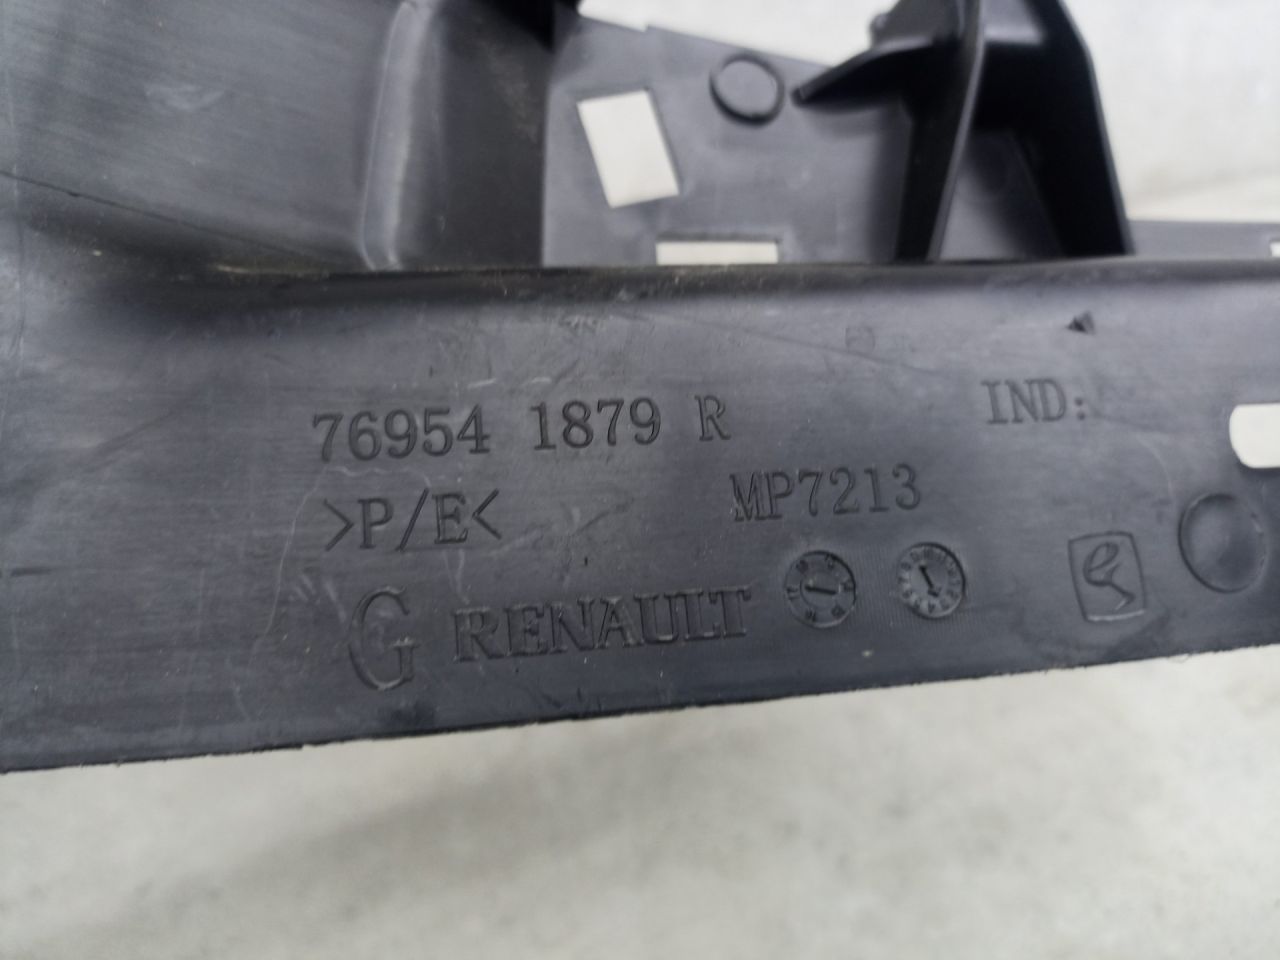 76954 1879 R
IND:
>P/E<
MP7213
G RENAULT